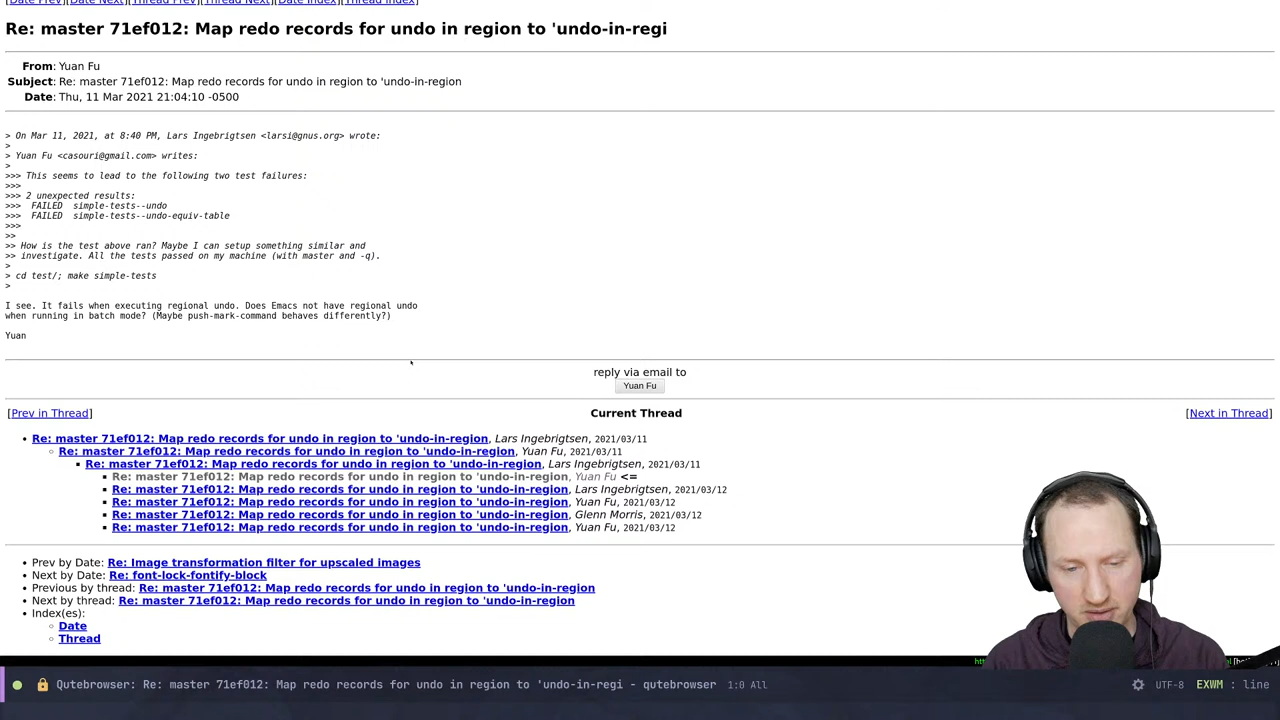 [Date Prev][Date Next][Thread Prev][Thread Next][Date Index][Thread Index]
Re: master 71ef012: Map redo records for undo in region to 'undo-in-regi
From: Yuan Fu
Subject: Re: master 71ef012: Map redo records for undo in region to 'undo-in-region
Date: Thu, 11 Mar 2021 21:04:10 -0500
> On Mar 11, 2021, at 8:40 PM, Lars Ingebrigtsen <larsi@gnus.org> wrote:
>
> Yuan Fu <casouri@gmail.com> writes:
>
>>> This seems to lead to the following two test failures:
>>>
>>> 2 unexpected results:
>>>  FAILED  simple-tests--undo
>>>  FAILED  simple-tests--undo-equiv-table
>>>
>>
>> How is the test above ran? Maybe I can setup something similar and
>> investigate. All the tests passed on my machine (with master and -q).
>
> cd test/; make simple-tests
>
I see. It fails when executing regional undo. Does Emacs not have regional undo
when running in batch mode? (Maybe push-mark-command behaves differently?)
Yuan
reply via email to
Yuan Fu
[Prev in Thread] Current Thread [Next in Thread]
• Re: master 71ef012: Map redo records for undo in region to 'undo-in-region, Lars Ingebrigtsen, 2021/03/11
◦ Re: master 71ef012: Map redo records for undo in region to 'undo-in-region, Yuan Fu, 2021/03/11
▪ Re: master 71ef012: Map redo records for undo in region to 'undo-in-region, Lars Ingebrigtsen, 2021/03/11
▪ Re: master 71ef012: Map redo records for undo in region to 'undo-in-region, Yuan Fu <=
▪ Re: master 71ef012: Map redo records for undo in region to 'undo-in-region, Lars Ingebrigtsen, 2021/03/12
▪ Re: master 71ef012: Map redo records for undo in region to 'undo-in-region, Yuan Fu, 2021/03/12
▪ Re: master 71ef012: Map redo records for undo in region to 'undo-in-region, Glenn Morris, 2021/03/12
▪ Re: master 71ef012: Map redo records for undo in region to 'undo-in-region, Yuan Fu, 2021/03/12
• Prev by Date: Re: Image transformation filter for upscaled images
• Next by Date: Re: font-lock-fontify-block
• Previous by thread: Re: master 71ef012: Map redo records for undo in region to 'undo-in-region
• Next by thread: Re: master 71ef012: Map redo records for undo in region to 'undo-in-region
• Index(es):
◦ Date
◦ Thread
Qutebrowser: Re: master 71ef012: Map redo records for undo in region to 'undo-in-regi - qutebrowser 1:0 All UTF-8 EXWM : line